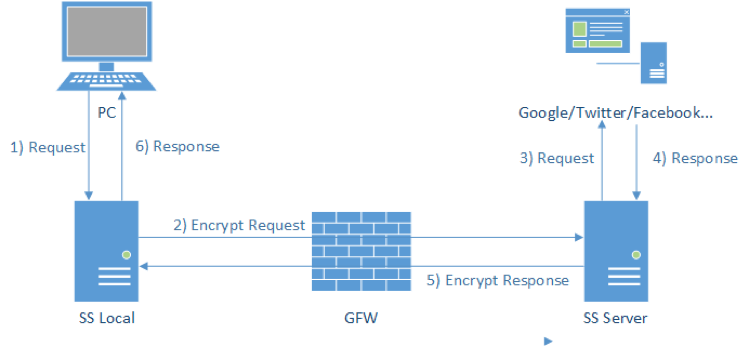 PC
Google/Twitter/Facebook...
1) Request
6) Response
3) Request
4) Response
2) Encrypt Request
5) Encrypt Response
SS Local
GFW
SS Server